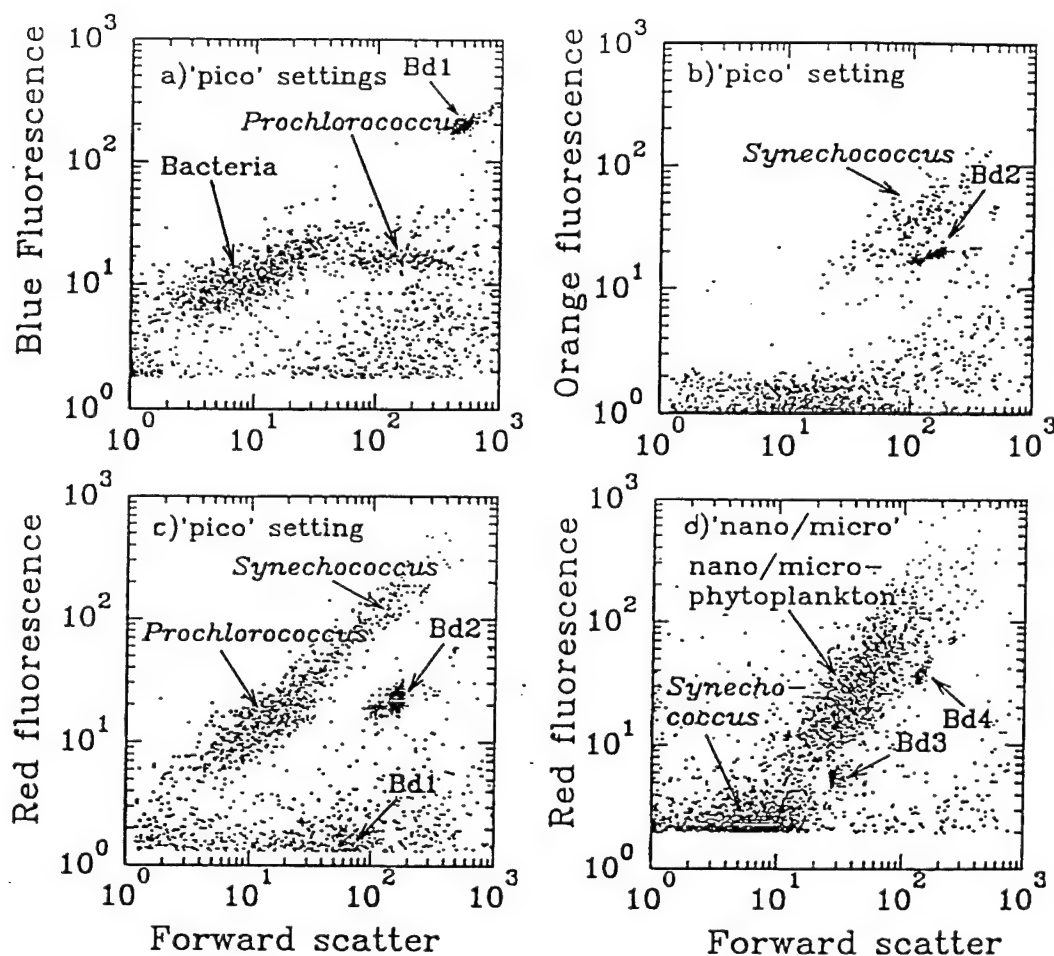 a)'pico' settings
Bd1
Prochlorococcus
Bacteria
Blue Fluorescence
10³
10²
10¹
10⁰
10⁰ 10¹ 10² 10³
b)'pico' setting
Synechococcus
Bd2
Orange fluorescence
10³
10²
10¹
10⁰
10⁰ 10¹ 10² 10³
c)'pico' setting
Synechococcus
Prochlorococcus
Bd2
Bd1
Red fluorescence
10³
10²
10¹
10⁰
10⁰ 10¹ 10² 10³
Forward scatter
d)'nano/micro'
nano/micro-
phytoplankton
Synecho-
coccus
Bd4
Bd3
Red fluorescence
10³
10²
10¹
10⁰
10⁰ 10¹ 10² 10³
Forward scatter